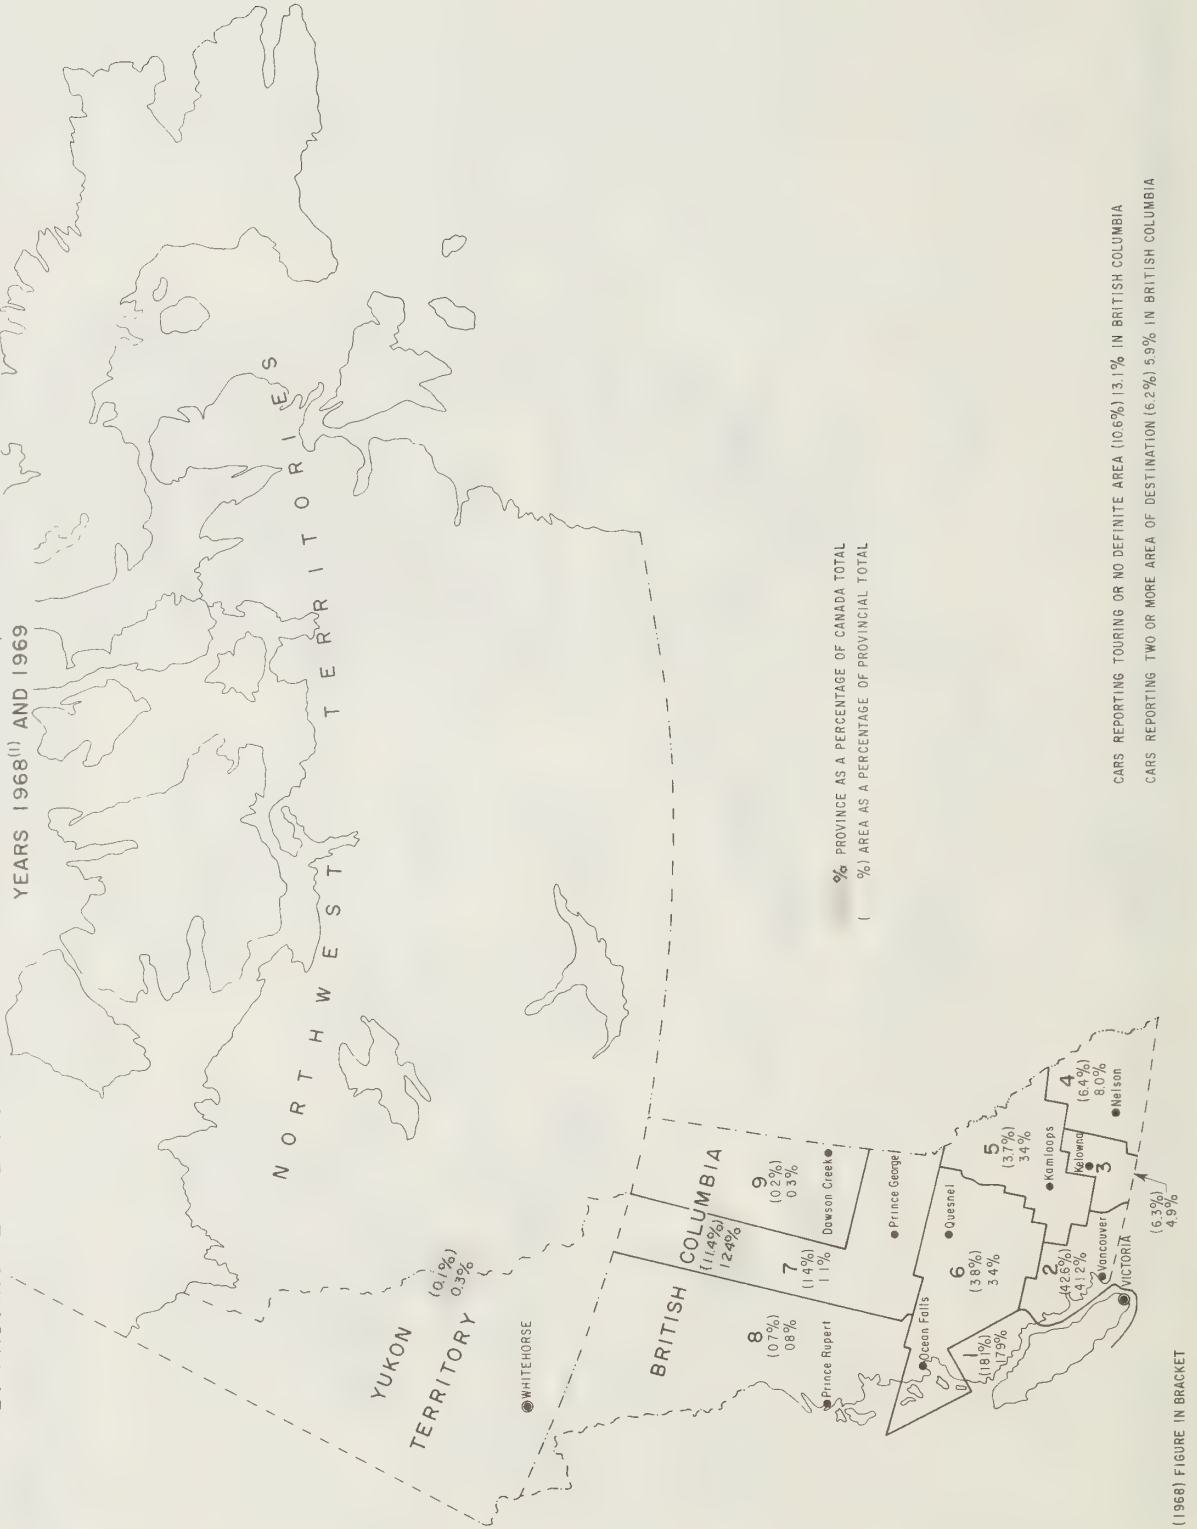 YEARS 1968(1) AND 1969
NORTHWEST TERRITORIES
YUKON
TERRITORY
(0.1%)
0.3%
WHITEHORSE
BRITISH COLUMBIA
(11.4%)
12.4%
9
(0.2%)
0.3%
Dawson Creek
7
(1.4%)
1.1%
Prince George
8
(0.7%)
0.8%
Prince Rupert
Ocean Falls
Quesnel
6
(3.8%)
3.4%
5
(3.7%)
3.4%
Kamloops
4
(6.4%)
8.0%
Nelson
Kelowna
3
(6.3%)
4.9%
2
(42.6%)
41.2%
Vancouver
VICTORIA
1
(18.1%)
17.9%
% PROVINCE AS A PERCENTAGE OF CANADA TOTAL
( %) AREA AS A PERCENTAGE OF PROVINCIAL TOTAL
CARS REPORTING TOURING OR NO DEFINITE AREA (10.6%) 13.1% IN BRITISH COLUMBIA
CARS REPORTING TWO OR MORE AREA OF DESTINATION (6.2%) 5.9% IN BRITISH COLUMBIA
(1968) FIGURE IN BRACKET